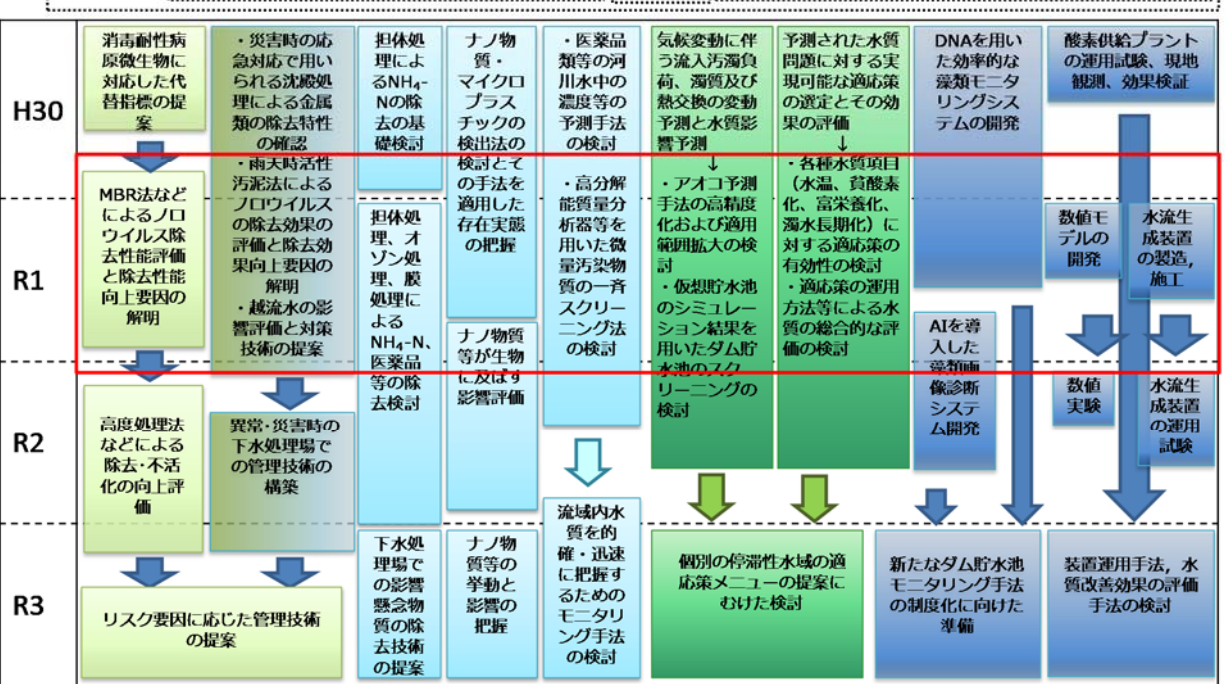 H30
消毒耐性病
原微生物に
対応した代
替指標の提
案
・災害時の応
急対応で用い
られる沈殿処
理による金属
類の除去特性
の確認
・雨天時活性
汚泥法による
ノロウイルス
の除去効果の
評価と除去効
果向上要因の
解明
・越流水の影
響評価と対策
技術の提案
担体処
理によ
るNH₄-
Nの除
去の基
礎検討
ナノ物
質・
マイクロ
プラス
チックの
検出法の
検討とそ
の手法を
適用した
存在実態
の把握
・医薬品
類等の河
川水中の
濃度等の
予測手法
の検討
・高分解
能質量分
析器等を
用いた微
量汚染物
質の一斉
スクリー
ニング法
の検討
気候変動に伴
う流入汚濁負
荷、濁質及び
熱交換の変動
予測と水質影
響予測
↓
・アオコ予測
手法の高精度
化および適用
範囲拡大の検
討
・仮想貯水池
のシミュレー
ション結果を
用いたダム貯
水池のスク
リーニングの
検討
予測された水質
問題に対する実
現可能な適応策
の選定とその効
果の評価
↓
・各種水質項目
（水温、貧酸素
化、富栄養化、
濁水長期化）に
対する適応策の
有効性の検討
・適応策の運用
方法等による水
質の総合的な評
価の検討
DNAを用い
た効率的な
藻類モニタ
リングシス
テムの開発
酸素供給プラント
の運用試験、現地
観測、効果検証
R1
MBR法など
によるノロ
ウイルス除
去性能評価
と除去性能
向上要因の
解明
担体処
理、オ
ゾン処
理、膜
処理に
よる
NH₄-N、
医薬品
等の除
去検討
ナノ物質
等が生物
に及ぼす
影響評価
AIを導
入した
藻類画
像診断
システ
ム開発
数値モ
デルの
開発
水流生
成装置
の製造，
施工
R2
高度処理法
などによる
除去・不活
化の向上評
価
異常・災害時の
下水処理場で
の管理技術の
構築
数値
実験
水流生
成装置
の運用
試験
R3
リスク要因に応じた管理技術
の提案
下水処
理場で
の影響
懸念物
質の除
去技術
の提案
ナノ物
質等の
挙動と
影響の
把握
流域内水
質を的
確・迅速
に把握す
るための
モニタリ
ング手法
の検討
個別の停滞性水域の適
応策メニューの提案に
むけた検討
新たなダム貯水池
モニタリング手法
の制度化に向けた
準備
装置運用手法，水
質改善効果の評価
手法の検討